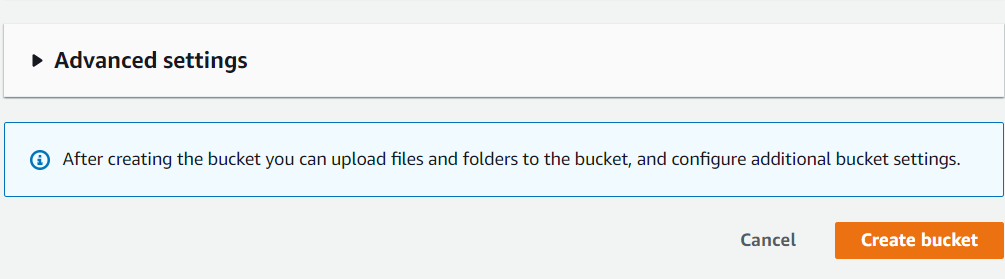 Advanced settings
After creating the bucket you can upload files and folders to the bucket, and configure additional bucket settings.
Cancel
Create bucket